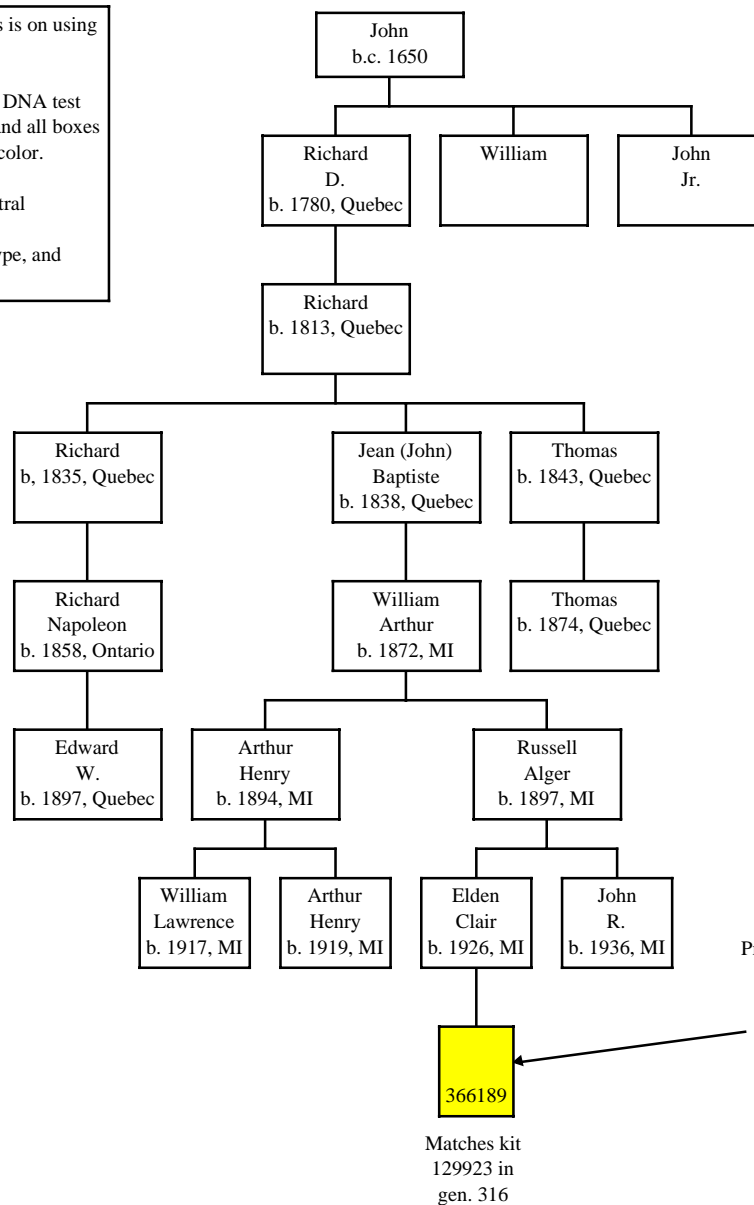 s is on using
DNA test
and all boxes
color.
tral
ype, and
John
b.c. 1650
Richard
D.
b. 1780, Quebec
William
John
Jr.
Richard
b. 1813, Quebec
Richard
b, 1835, Quebec
Jean (John)
Baptiste
b. 1838, Quebec
Thomas
b. 1843, Quebec
Richard
Napoleon
b. 1858, Ontario
William
Arthur
b. 1872, MI
Thomas
b. 1874, Quebec
Edward
W.
b. 1897, Quebec
Arthur
Henry
b. 1894, MI
Russell
Alger
b. 1897, MI
William
Lawrence
b. 1917, MI
Arthur
Henry
b. 1919, MI
Elden
Clair
b. 1926, MI
John
R.
b. 1936, MI
366189
Matches kit
129923 in
gen. 316